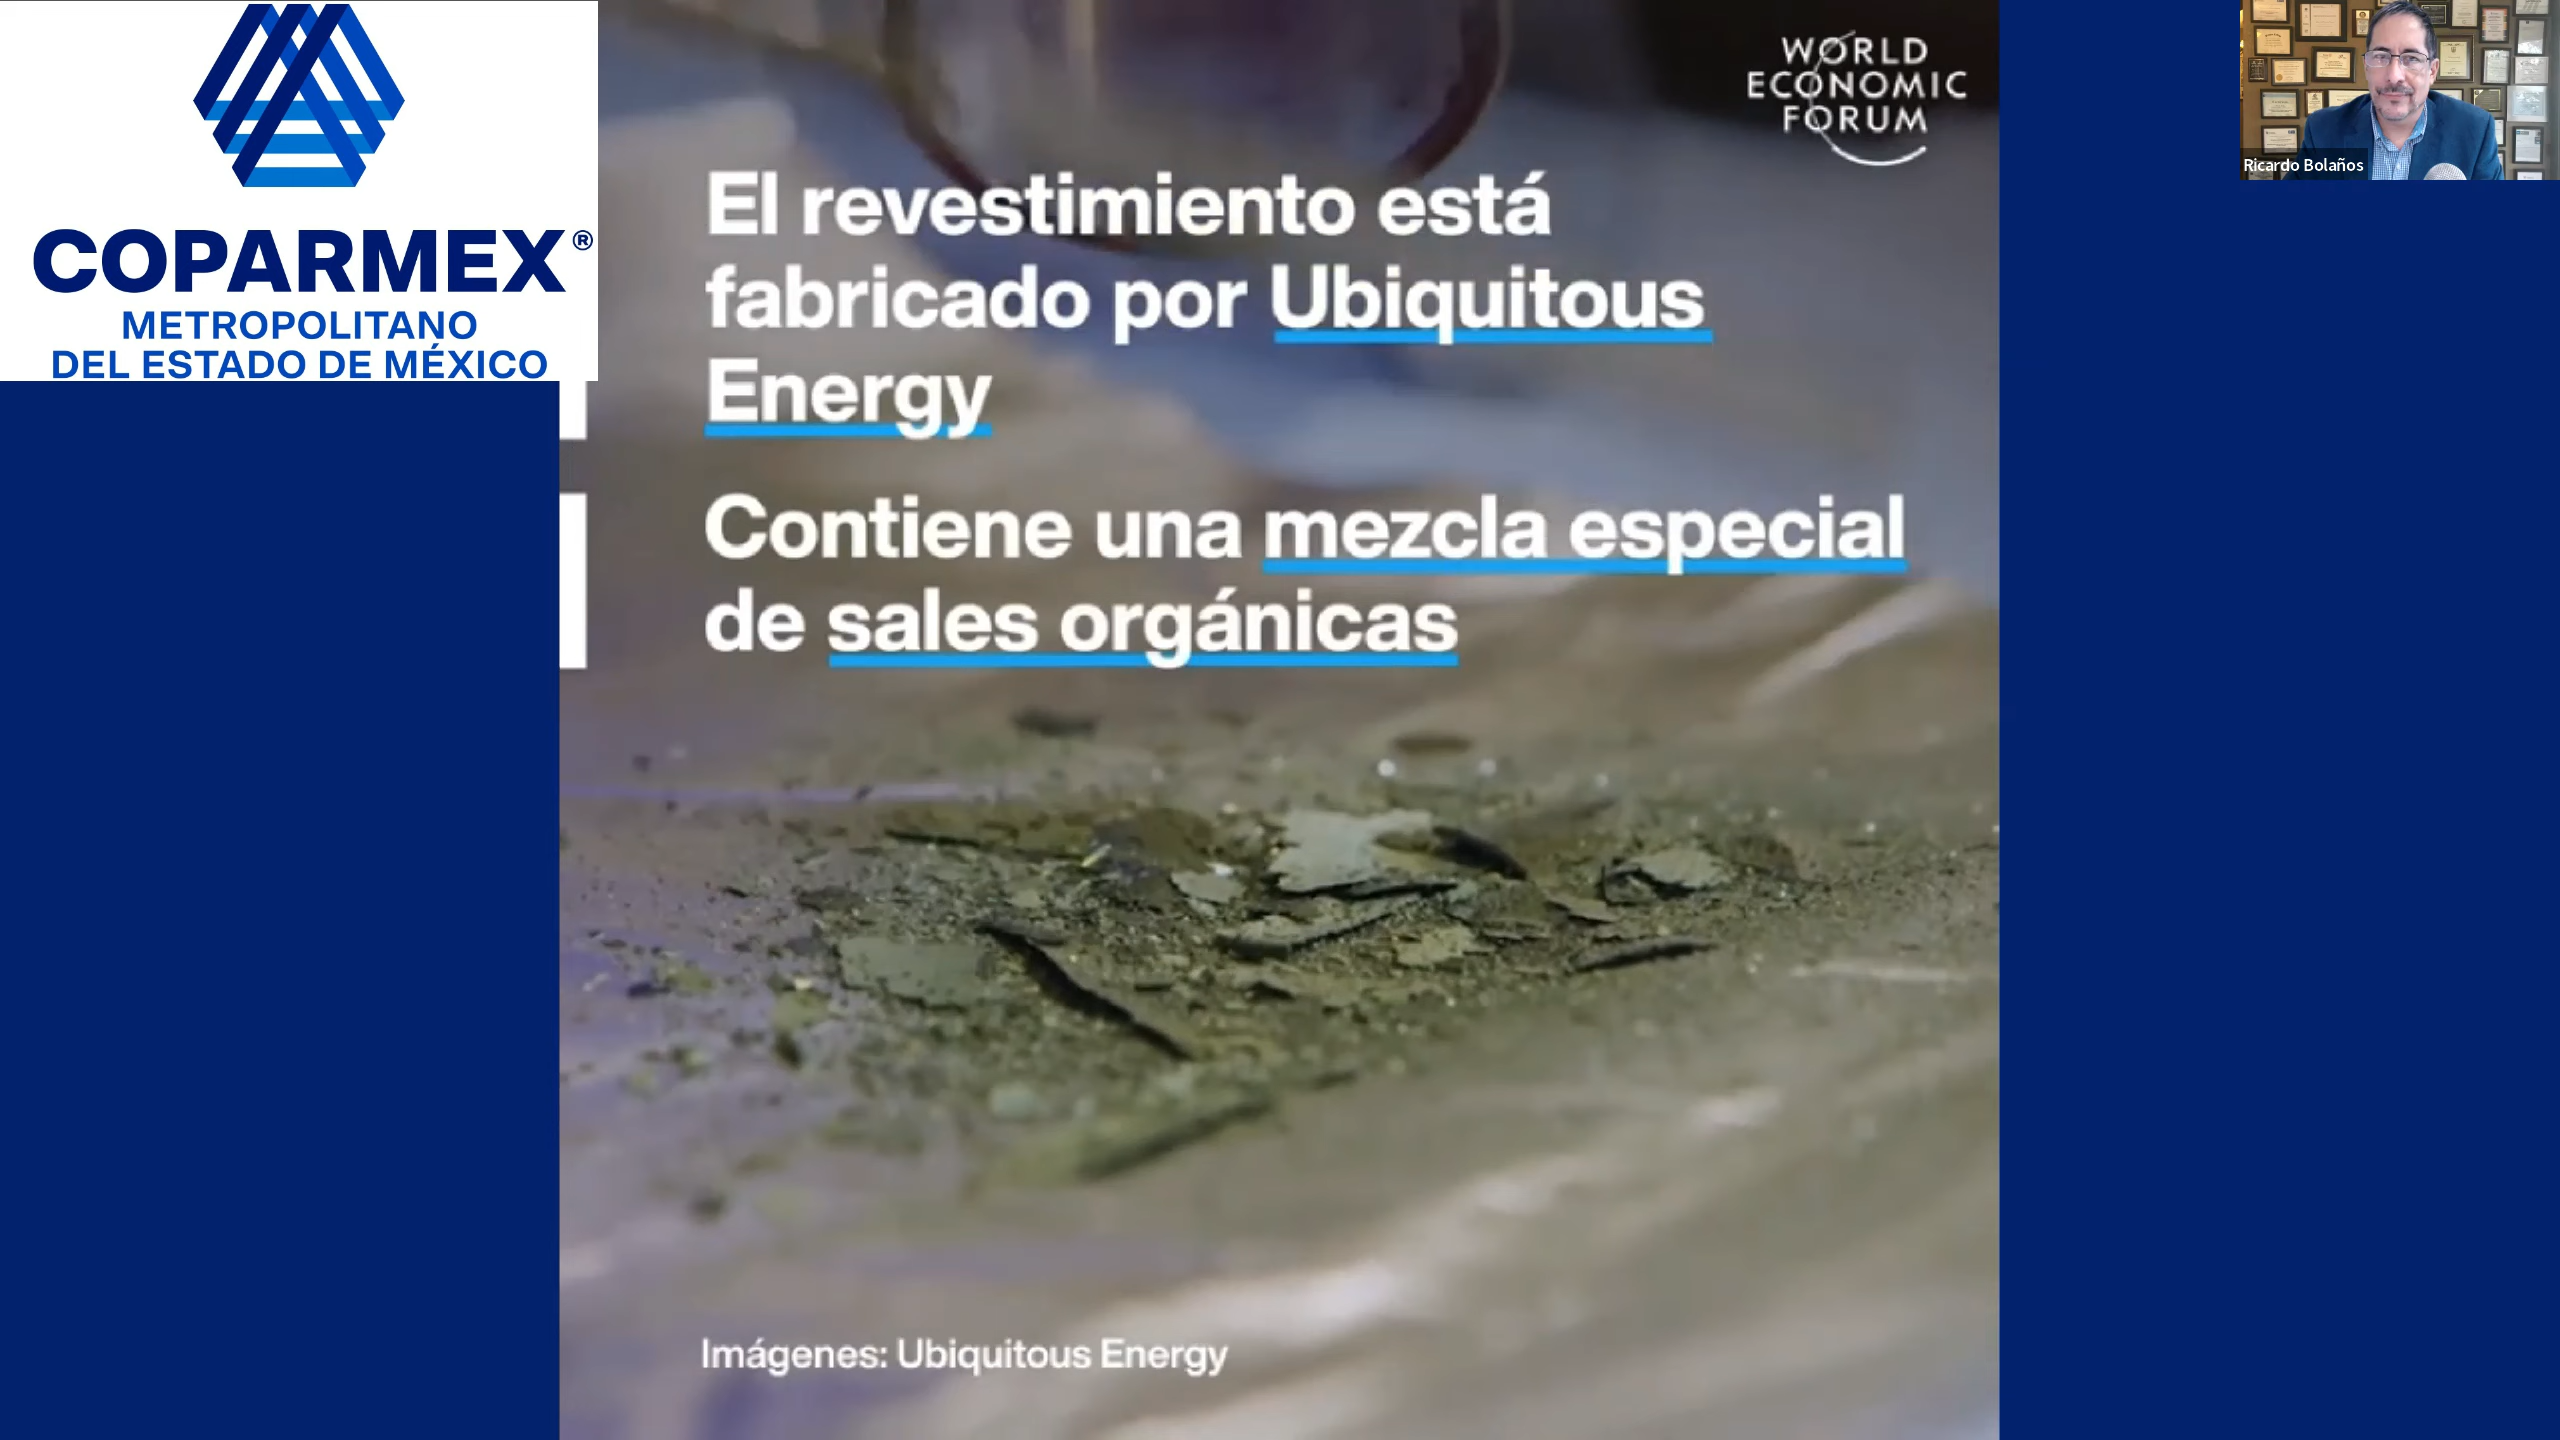 COPARMEX®
METROPOLITANO
DEL ESTADO DE MÉXICO
WORLD
ECONOMIC
FORUM
El revestimiento está
fabricado por Ubiquitous
Energy
Contiene una mezcla especial
de sales orgánicas
Imágenes: Ubiquitous Energy
Ricardo Bolaños